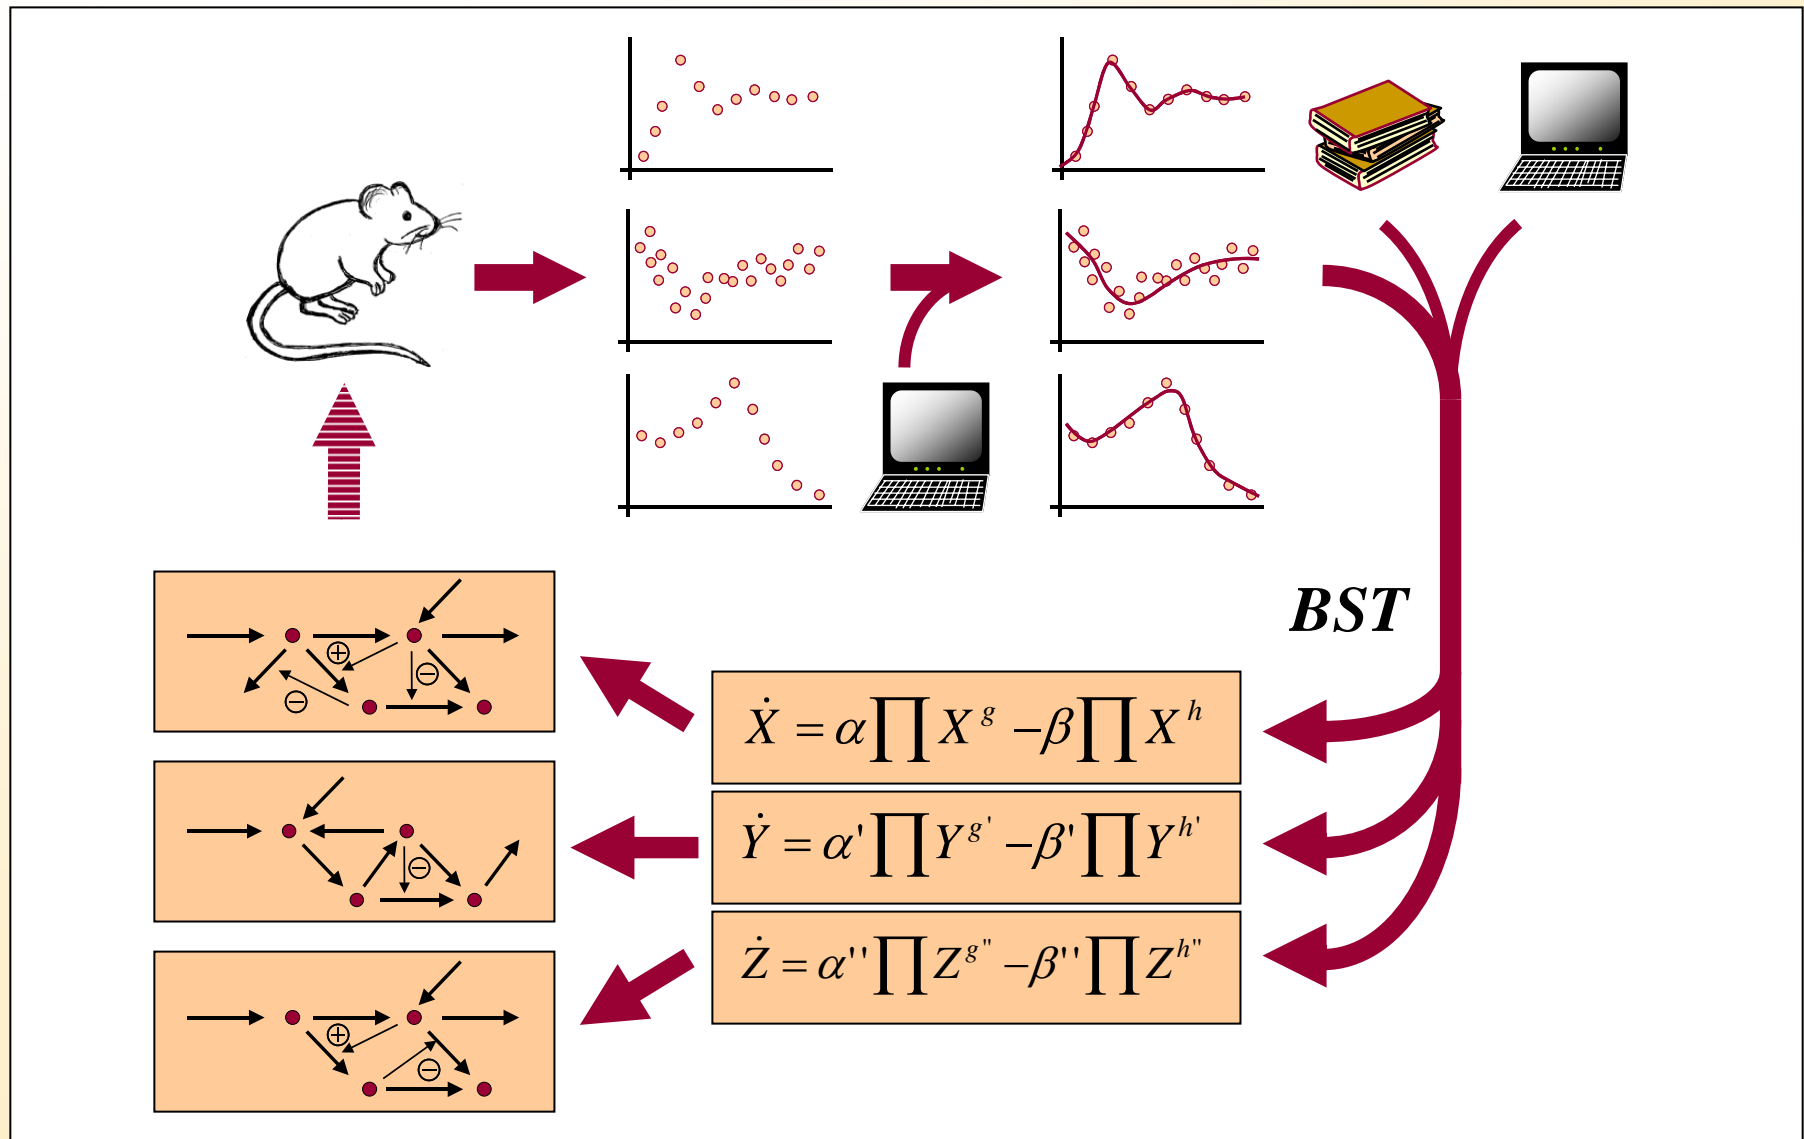 BST
Ẋ = α∏ X^g − β∏ X^h
Ẏ = α'∏ Y^g' − β'∏ Y^h'
Ż = α''∏ Z^g" − β''∏ Z^h"
+
−
−
−
+
−